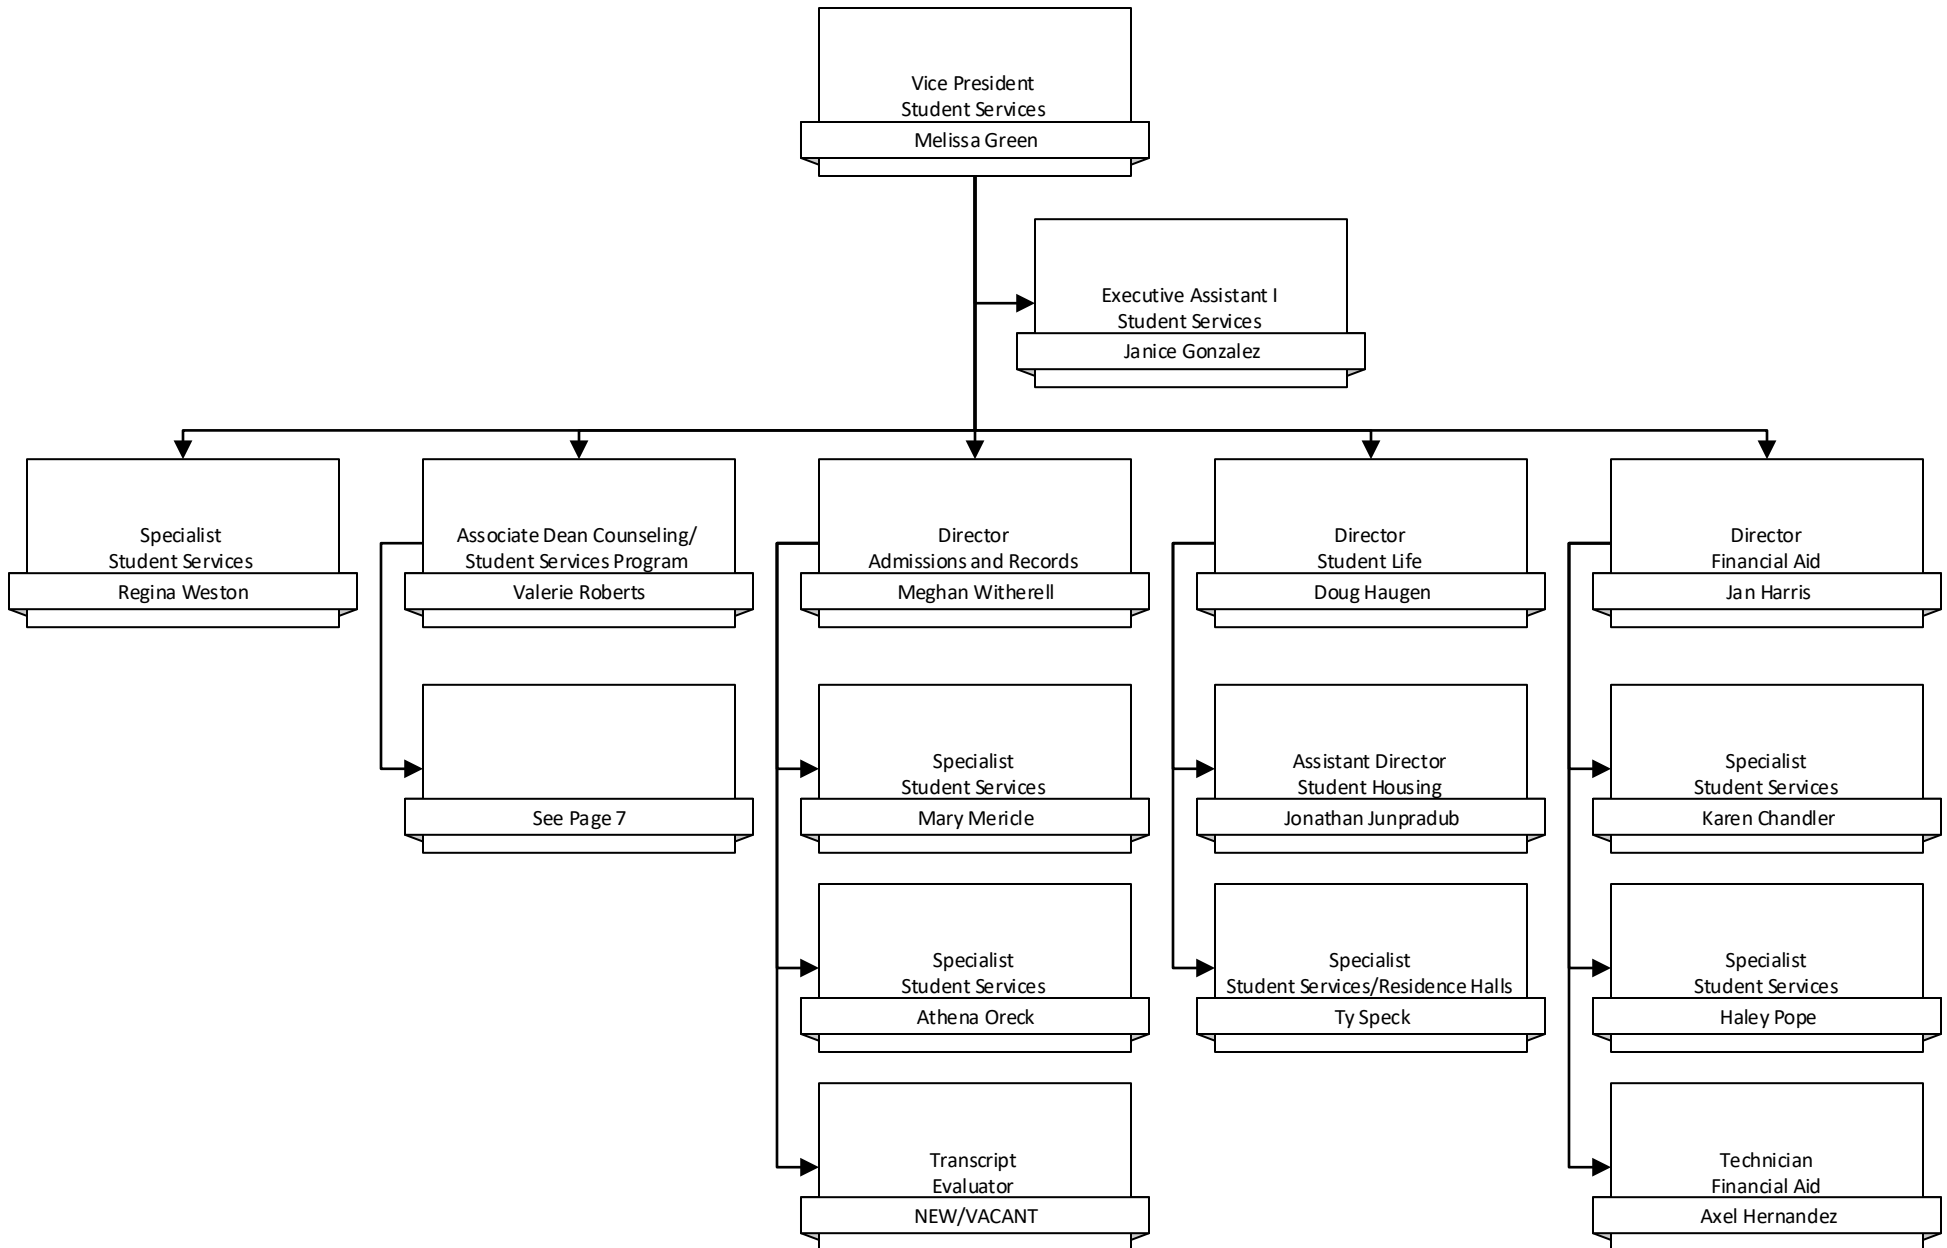 Vice President
Student Services
Melissa Green
Executive Assistant I
Student Services
Janice Gonzalez
Specialist
Student Services
Regina Weston
Associate Dean Counseling/
Student Services Program
Valerie Roberts
Director
Admissions and Records
Meghan Witherell
Director
Student Life
Doug Haugen
Director
Financial Aid
Jan Harris
See Page 7
Specialist
Student Services
Mary Mericle
Assistant Director
Student Housing
Jonathan Junpradub
Specialist
Student Services
Karen Chandler
Specialist
Student Services
Athena Oreck
Specialist
Student Services/Residence Halls
Ty Speck
Specialist
Student Services
Haley Pope
Transcript
Evaluator
NEW/VACANT
Technician
Financial Aid
Axel Hernandez